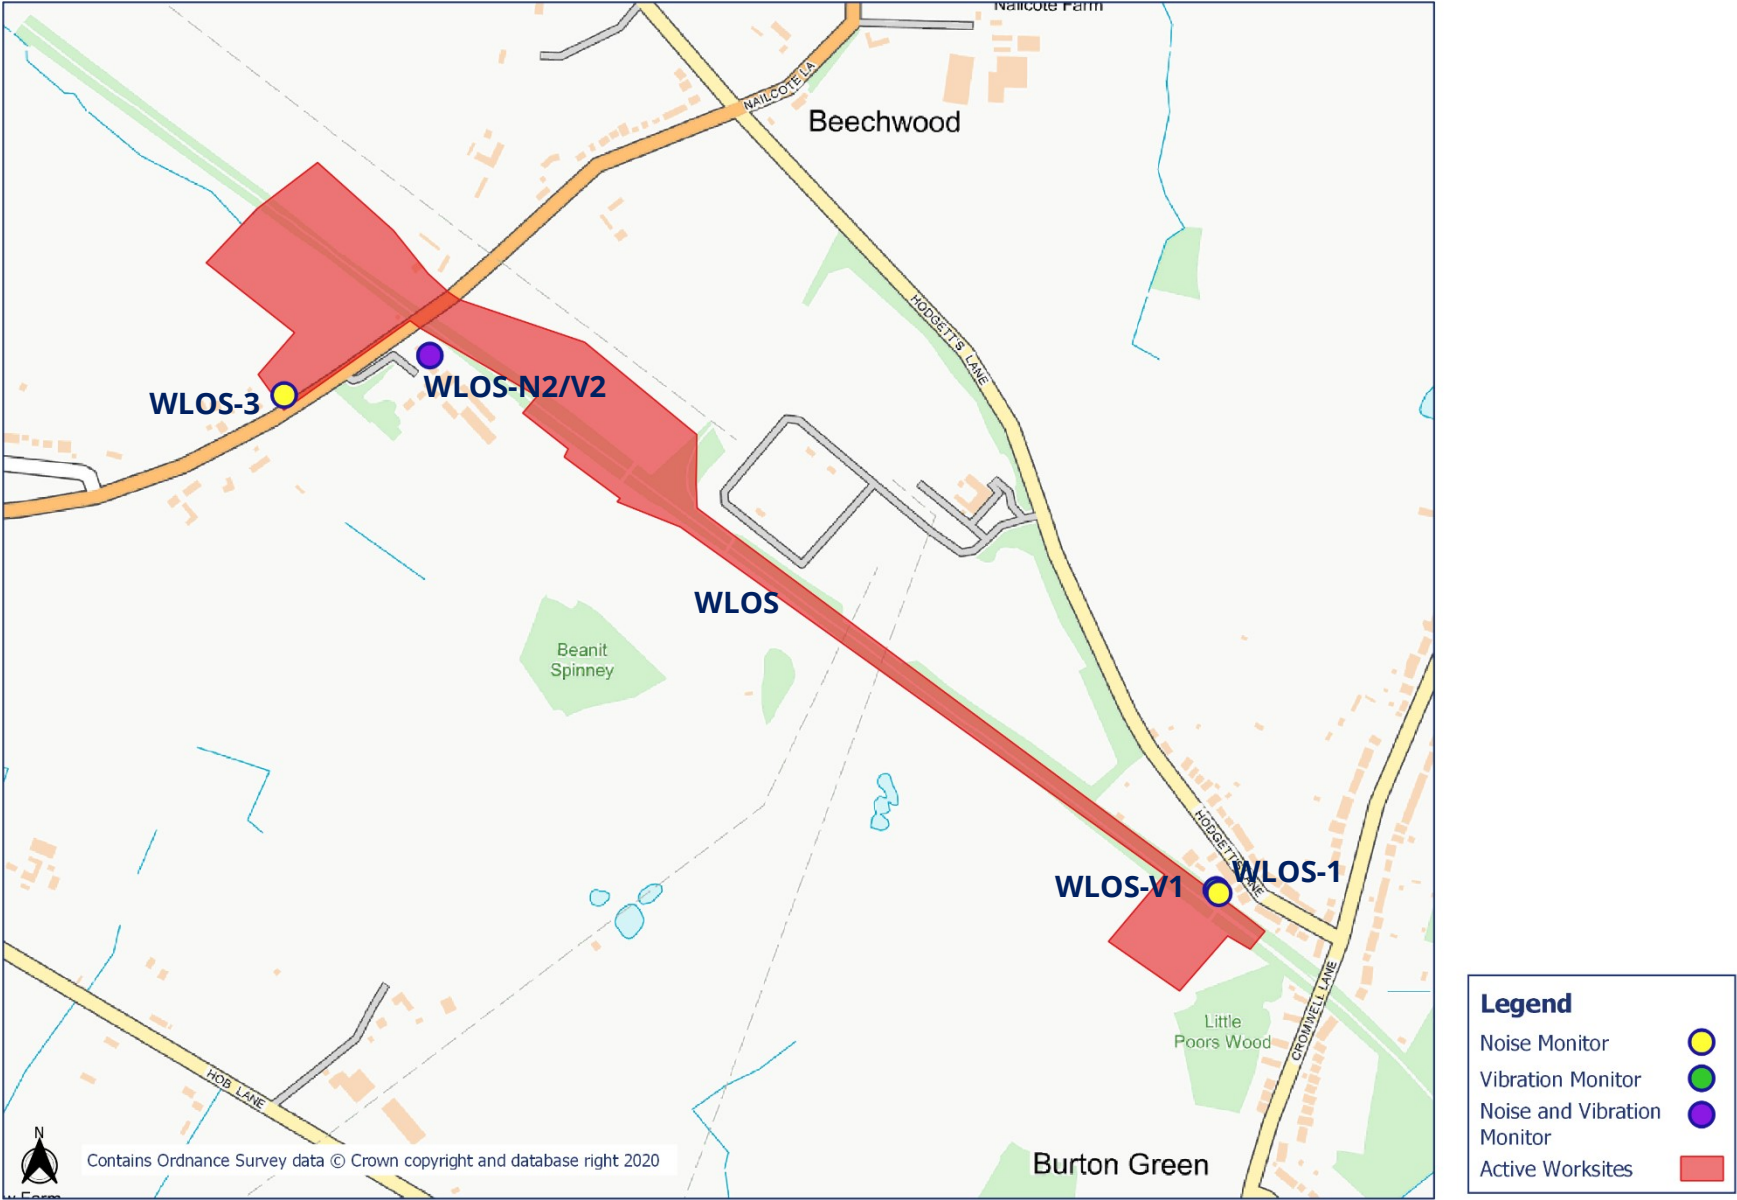 Nailcote Farm
NAILCOTE LA
Beechwood
HODGETT'S LANE
WLOS-N2/V2
WLOS-3
WLOS
Beanit
Spinney
HODGETT'S LANE
WLOS-1
WLOS-V1
Little
Poors Wood
CROMWELL LANE
HOB LANE
Burton Green
N
Contains Ordnance Survey data © Crown copyright and database right 2020
w Farm
Legend
Noise Monitor
Vibration Monitor
Noise and Vibration
Monitor
Active Worksites